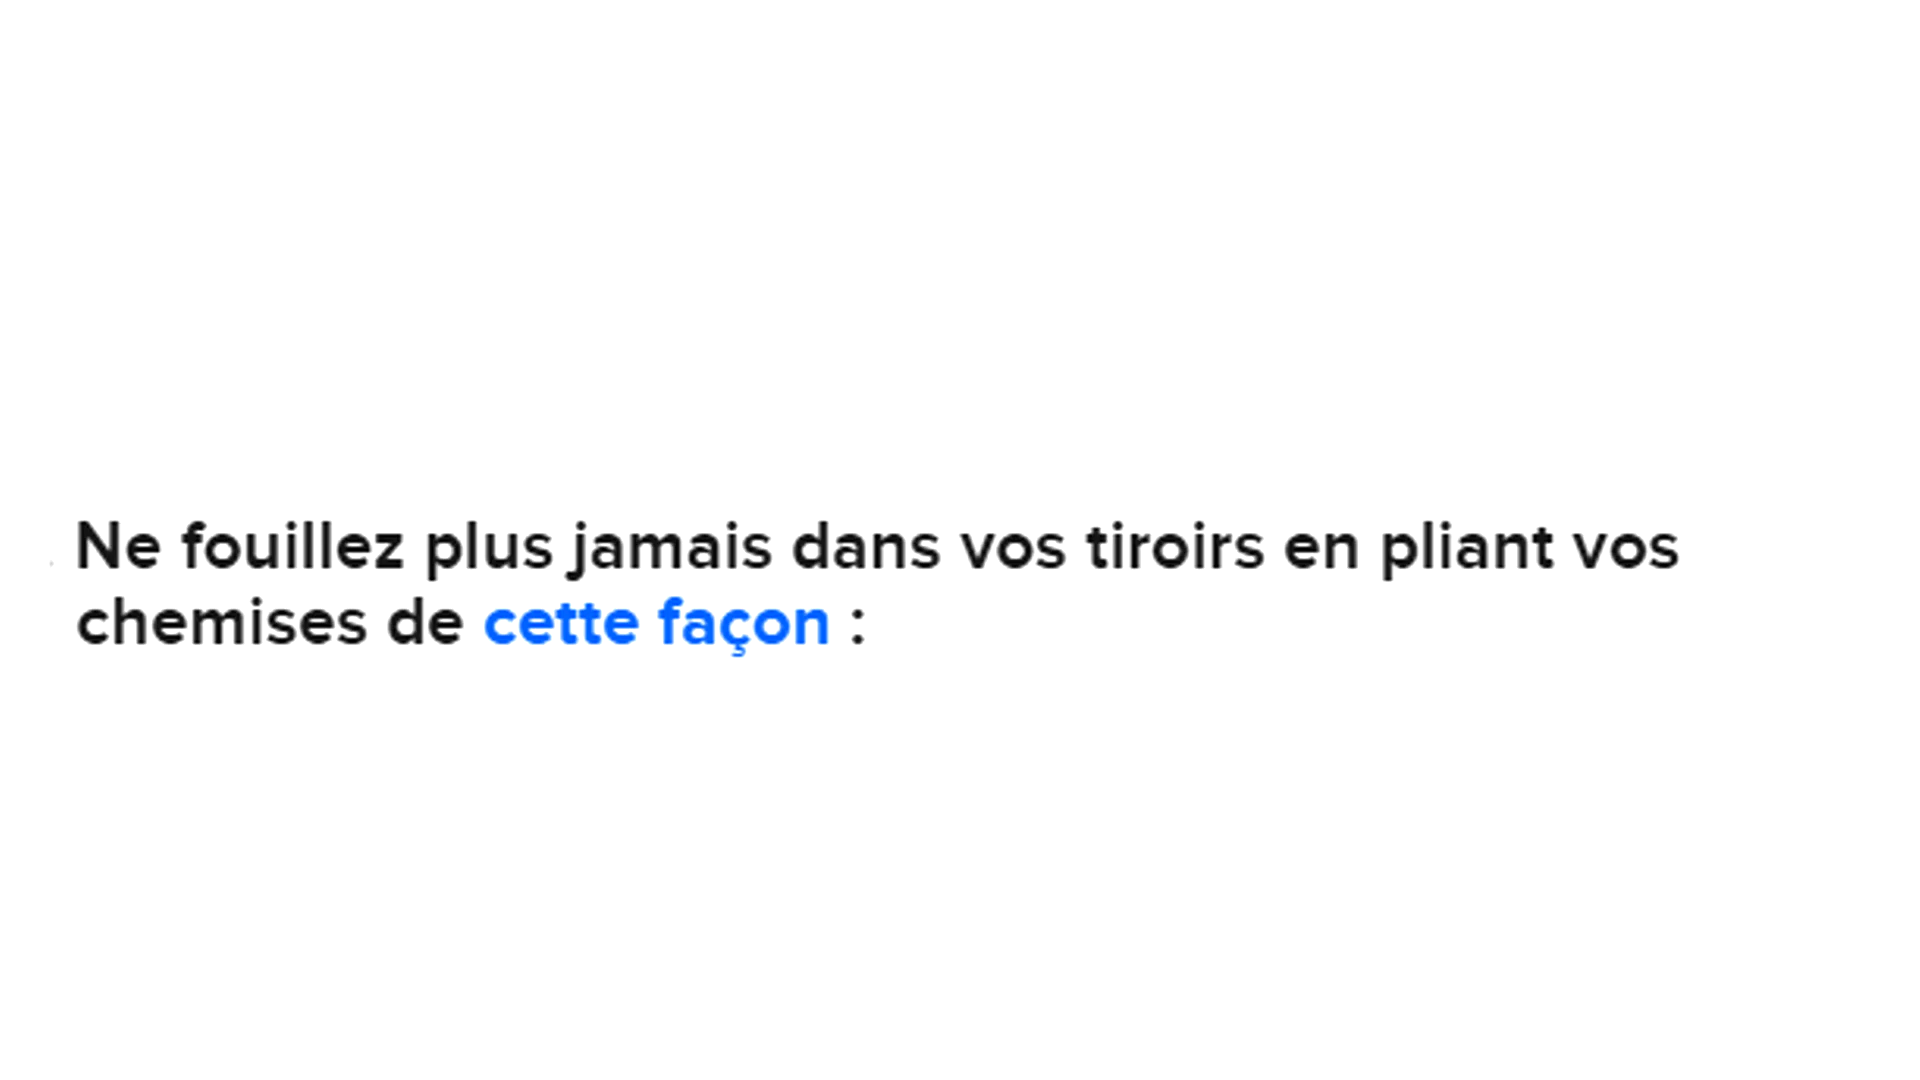 Ne fouillez plus jamais dans vos tiroirs en pliant vos
chemises de cette façon :